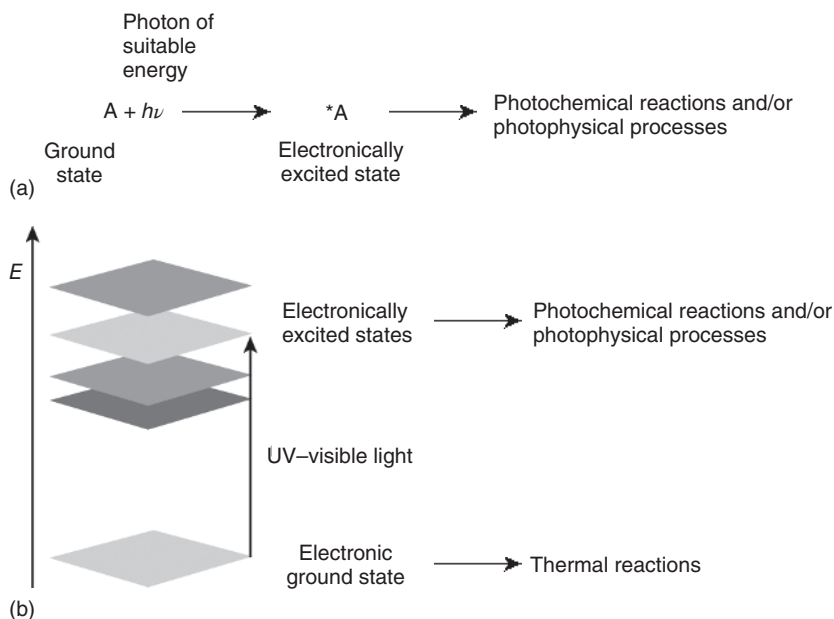 Photon of
suitable
energy
A + hν
*A
Photochemical reactions and/or
photophysical processes
Ground
state
Electronically
excited state
(a)
E
Electronically
excited states
Photochemical reactions and/or
photophysical processes
UV–visible light
Electronic
ground state
Thermal reactions
(b)